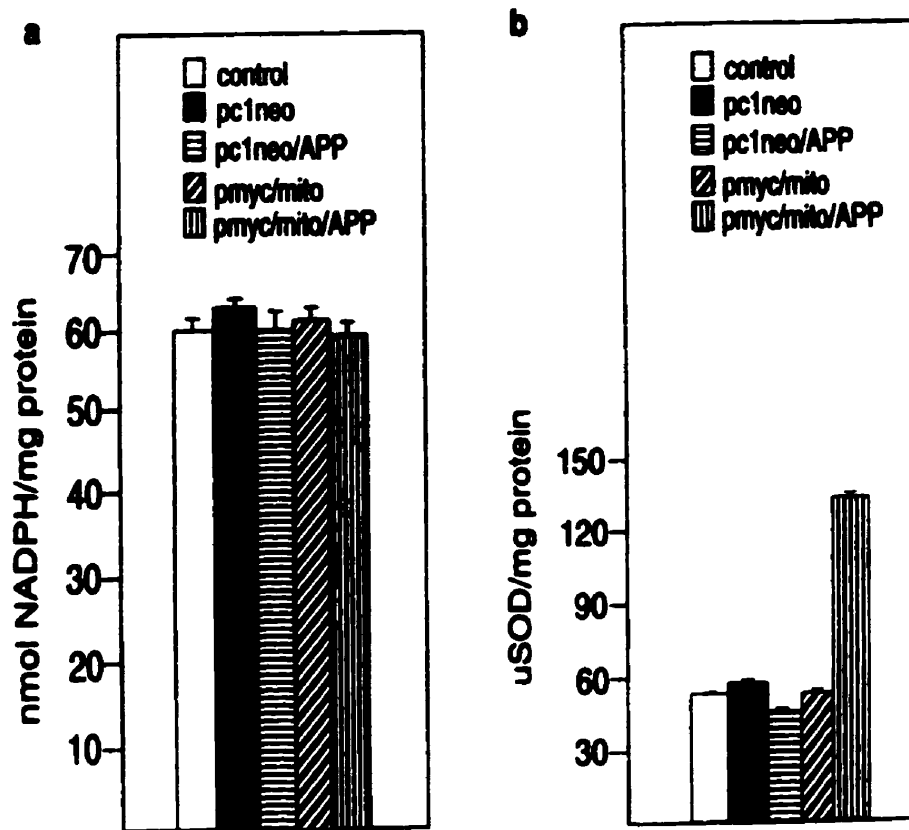 a
control
pc1neo
pc1neo/APP
pmyc/mito
pmyc/mito/APP
70
60
50
40
30
20
10
nmol NADPH/mg protein
b
control
pc1neo
pc1neo/APP
pmyc/mito
pmyc/mito/APP
150
120
90
60
30
uSOD/mg protein